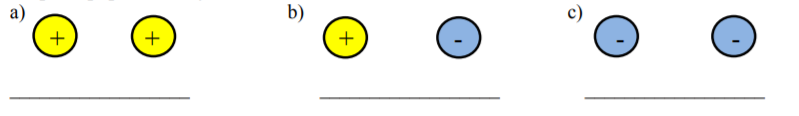 a) + + b) + - c) - -